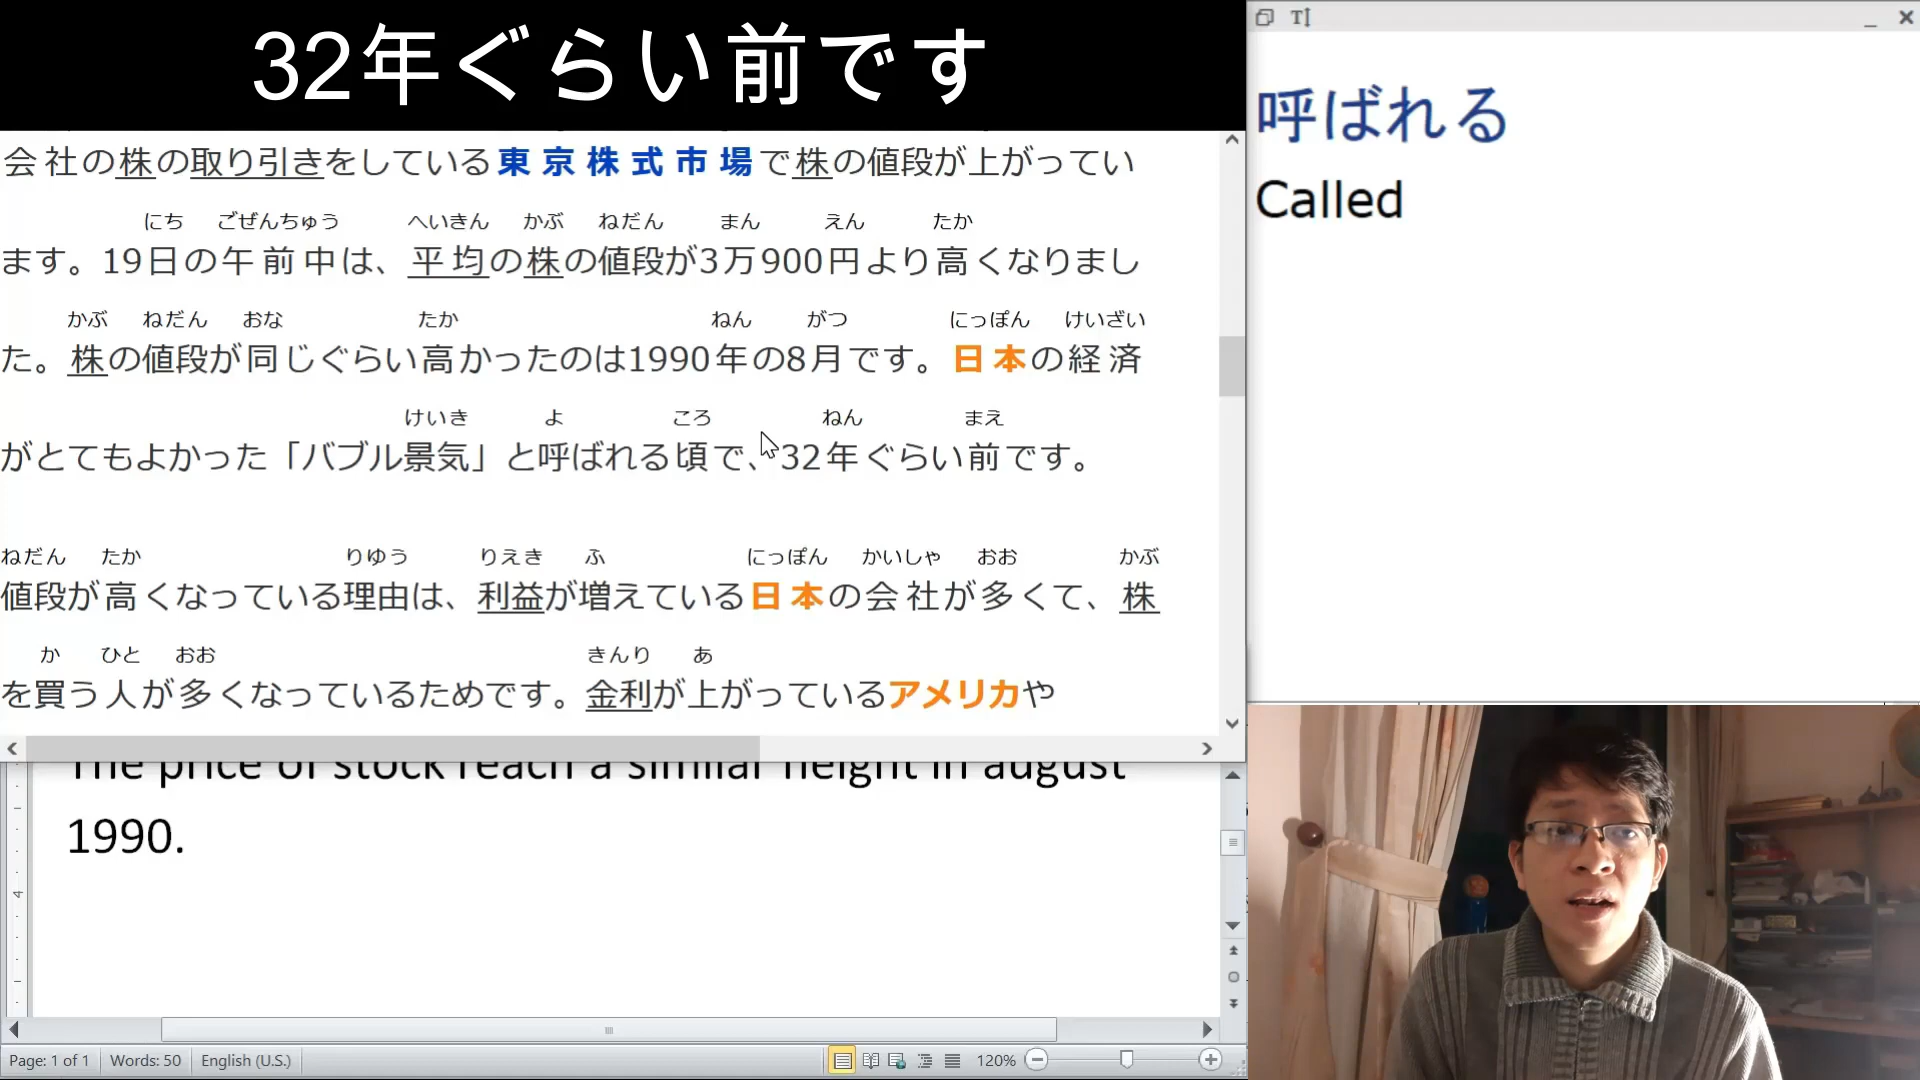 32年ぐらい前です
会社の株の取り引きをしている東京株式市場で株の値段が上がってい
にち ごぜんちゅう へいきん かぶ ねだん まん えん たか
ます。19日の午前中は、平均の株の値段が3万900円より高くなりまし
かぶ ねだん おな たか ねん がつ にっぽん けいざい
た。株の値段が同じぐらい高かったのは1990年の8月です。日本の経済
けいき よ ころ ねん まえ
がとてもよかった「バブル景気」と呼ばれる頃で、32年ぐらい前です。
ねだん たか りゆう りえき ふ にっぽん かいしゃ おお かぶ
値段が高くなっている理由は、利益が増えている日本の会社が多くて、株
か ひと おお きんり あ
を買う人が多くなっているためです。金利が上がっているアメリカや
The price of stock reach a similar height in august
1990.
4
Page: 1 of 1 Words: 50 English (U.S.) 120%
呼ばれる
Called